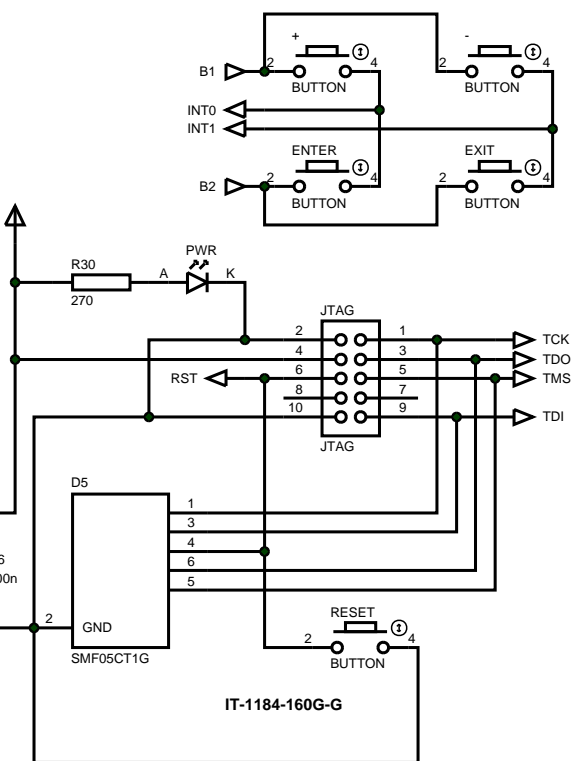 + -
B1 2 4 2 4
BUTTON BUTTON
INT0
INT1
ENTER EXIT
B2 2 4 2 4
BUTTON BUTTON
PWR
R30 A K
270
JTAG
2 1 TCK
4 3 TDO
RST 6 5 TMS
8 7
10 9 TDI
JTAG
D5
1
3
4
6
5
2 GND
SMF05CT1G
RESET
2 4
BUTTON
IT-1184-160G-G